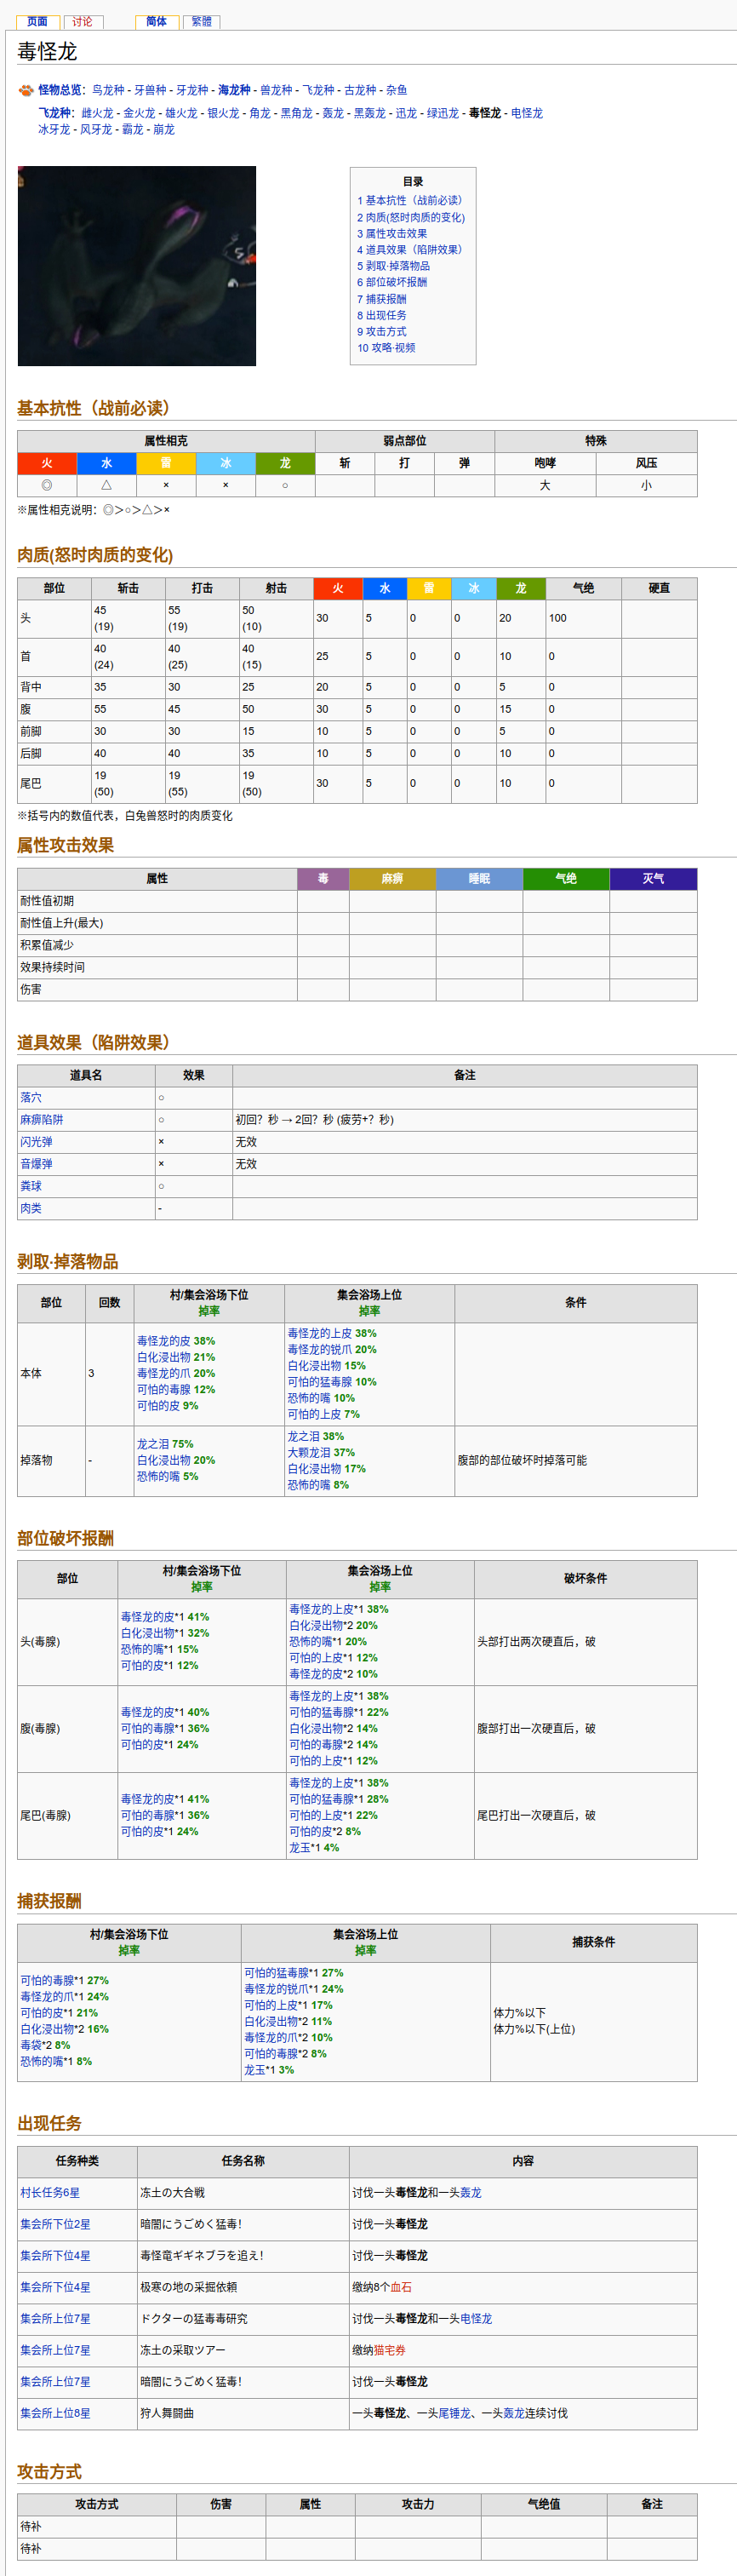 页面 讨论 简体 繁體
毒怪龙
怪物总览：鸟龙种 - 牙兽种 - 牙龙种 - 海龙种 - 兽龙种 - 飞龙种 - 古龙种 - 杂鱼
飞龙种：雌火龙 - 金火龙 - 雄火龙 - 银火龙 - 角龙 - 黑角龙 - 轰龙 - 黑轰龙 - 迅龙 - 绿迅龙 - 毒怪龙 - 电怪龙
冰牙龙 - 风牙龙 - 霸龙 - 崩龙
目录
1 基本抗性（战前必读）
2 肉质(怒时肉质的变化)
3 属性攻击效果
4 道具效果（陷阱效果）
5 剥取·掉落物品
6 部位破坏报酬
7 捕获报酬
8 出现任务
9 攻击方式
10 攻略·视频
基本抗性（战前必读）
属性相克 弱点部位 特殊
火 水 雷 冰 龙 斩 打 弹 咆哮 风压
◎ △ × × ○ 大 小
※属性相克说明：◎＞○＞△＞×
肉质(怒时肉质的变化)
部位 斩击 打击 射击 火 水 雷 冰 龙 气绝 硬直
头 45 55 50 30 5 0 0 20 100
(19) (19) (10)
首 40 40 40 25 5 0 0 10 0
(24) (25) (15)
背中 35 30 25 20 5 0 0 5 0
腹 55 45 50 30 5 0 0 15 0
前脚 30 30 15 10 5 0 0 5 0
后脚 40 40 35 10 5 0 0 10 0
尾巴 19 19 19 30 5 0 0 10 0
(50) (55) (50)
※括号内的数值代表，白兔兽怒时的肉质变化
属性攻击效果
属性 毒 麻痹 睡眠 气绝 灭气
耐性值初期
耐性值上升(最大)
积累值减少
效果持续时间
伤害
道具效果（陷阱效果）
道具名 效果 备注
落穴 ○
麻痹陷阱 ○ 初回？秒 → 2回？秒 (疲劳+？秒)
闪光弹 × 无效
音爆弹 × 无效
粪球 ○
肉类 -
剥取·掉落物品
部位 回数 村/集会浴场下位 集会浴场上位 条件
掉率 掉率
本体 3
毒怪龙的皮 38%
白化浸出物 21%
毒怪龙的爪 20%
可怕的毒腺 12%
可怕的皮 9%
毒怪龙的上皮 38%
毒怪龙的锐爪 20%
白化浸出物 15%
可怕的猛毒腺 10%
恐怖的嘴 10%
可怕的上皮 7%
掉落物 -
龙之泪 75%
白化浸出物 20%
恐怖的嘴 5%
龙之泪 38%
大颗龙泪 37%
白化浸出物 17%
恐怖的嘴 8%
腹部的部位破坏时掉落可能
部位破坏报酬
部位 村/集会浴场下位 集会浴场上位 破坏条件
掉率 掉率
头(毒腺)
毒怪龙的皮*1 41%
白化浸出物*1 32%
恐怖的嘴*1 15%
可怕的皮*1 12%
毒怪龙的上皮*1 38%
白化浸出物*2 20%
恐怖的嘴*1 20%
可怕的上皮*1 12%
毒怪龙的皮*2 10%
头部打出两次硬直后，破
腹(毒腺)
毒怪龙的皮*1 40%
可怕的毒腺*1 36%
可怕的皮*1 24%
毒怪龙的上皮*1 38%
可怕的猛毒腺*1 22%
白化浸出物*2 14%
可怕的毒腺*2 14%
可怕的上皮*1 12%
腹部打出一次硬直后，破
尾巴(毒腺)
毒怪龙的皮*1 41%
可怕的毒腺*1 36%
可怕的皮*1 24%
毒怪龙的上皮*1 38%
可怕的猛毒腺*1 28%
可怕的上皮*1 22%
可怕的皮*2 8%
龙玉*1 4%
尾巴打出一次硬直后，破
捕获报酬
村/集会浴场下位 集会浴场上位 捕获条件
掉率 掉率
可怕的毒腺*1 27%
毒怪龙的爪*1 24%
可怕的皮*1 21%
白化浸出物*2 16%
毒袋*2 8%
恐怖的嘴*1 8%
可怕的猛毒腺*1 27%
毒怪龙的锐爪*1 24%
可怕的上皮*1 17%
白化浸出物*2 11%
毒怪龙的爪*2 10%
可怕的毒腺*2 8%
龙玉*1 3%
体力%以下
体力%以下(上位)
出现任务
任务种类 任务名称 内容
村长任务6星 冻土の大合戦 讨伐一头毒怪龙和一头轰龙
集会所下位2星 暗闇にうごめく猛毒！ 讨伐一头毒怪龙
集会所下位4星 毒怪竜ギギネブラを追え！ 讨伐一头毒怪龙
集会所下位4星 极寒の地の采掘依頼 缴纳8个血石
集会所上位7星 ドクターの猛毒毒研究 讨伐一头毒怪龙和一头电怪龙
集会所上位7星 冻土の采取ツアー 缴纳猫宅券
集会所上位7星 暗闇にうごめく猛毒！ 讨伐一头毒怪龙
集会所上位8星 狩人舞闘曲 一头毒怪龙、一头尾锤龙、一头轰龙连续讨伐
攻击方式
攻击方式 伤害 属性 攻击力 气绝值 备注
待补
待补